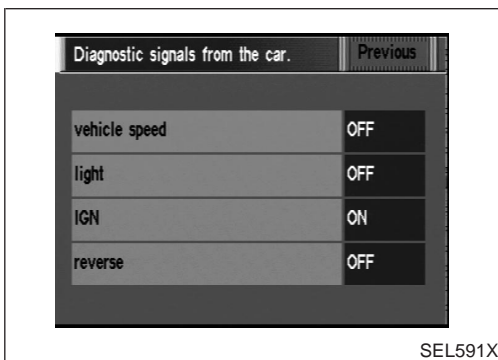 Diagnostic signals from the car. Previous
vehicle speed OFF
light OFF
IGN ON
reverse OFF
SEL591X